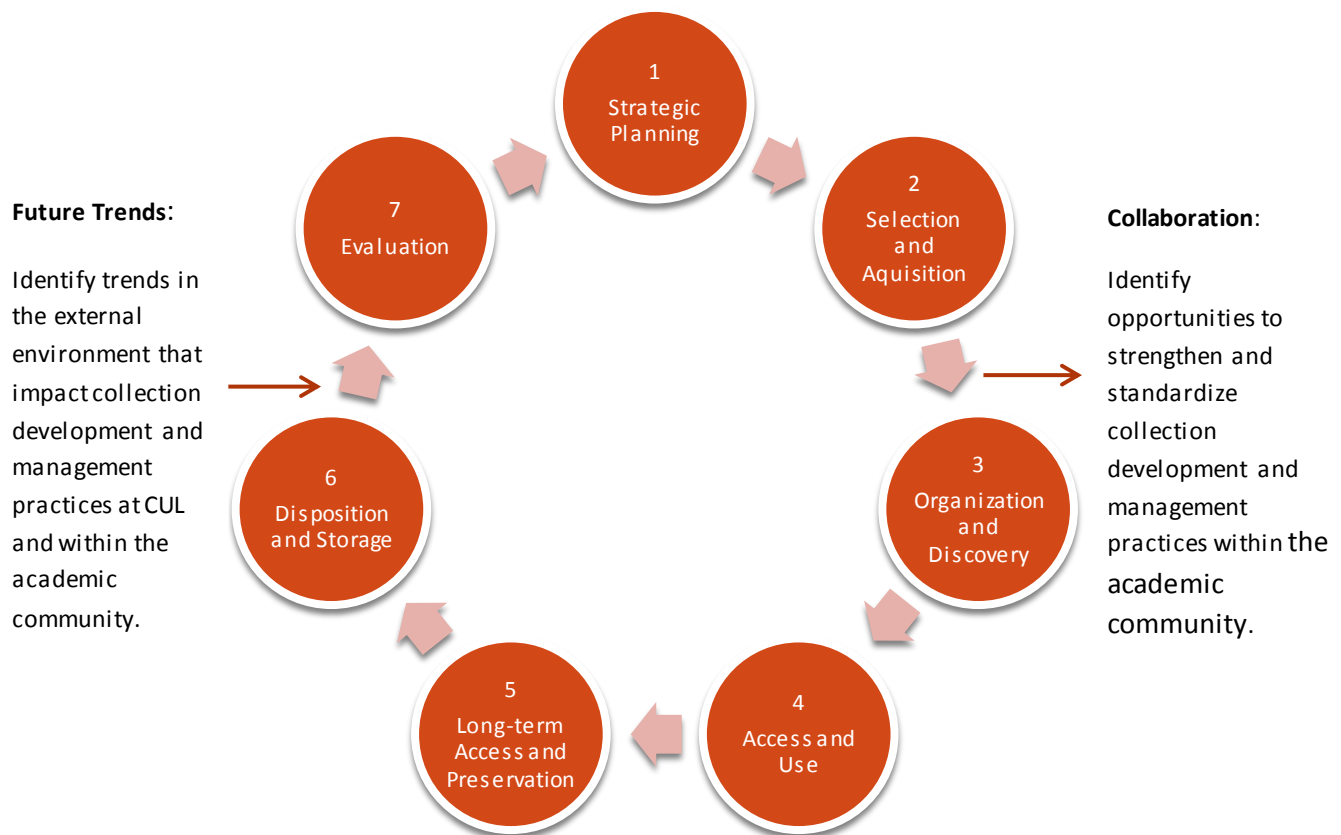 1
Strategic
Planning
2
Selection
and
Aquisition
3
Organization
and
Discovery
4
Access and
Use
5
Long-term
Access and
Preservation
6
Disposition
and Storage
7
Evaluation
Future Trends:
Identify trends in
the external
environment that
impact collection
development and
management
practices at CUL
and within the
academic
community.
Collaboration:
Identify
opportunities to
strengthen and
standardize
collection
development and
management
practices within the
academic
community.